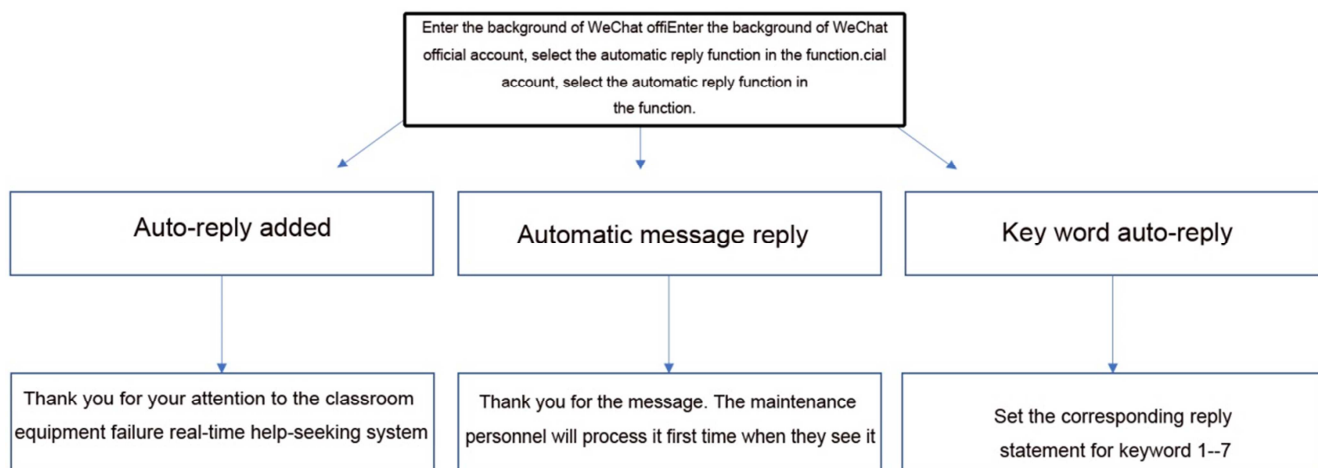 Enter the background of WeChat offiEnter the background of WeChat
official account, select the automatic reply function in the function.cial
account, select the automatic reply function in
the function.
Auto-reply added
Automatic message reply
Key word auto-reply
Thank you for your attention to the classroom
equipment failure real-time help-seeking system
Thank you for the message. The maintenance
personnel will process it first time when they see it
Set the corresponding reply
statement for keyword 1--7